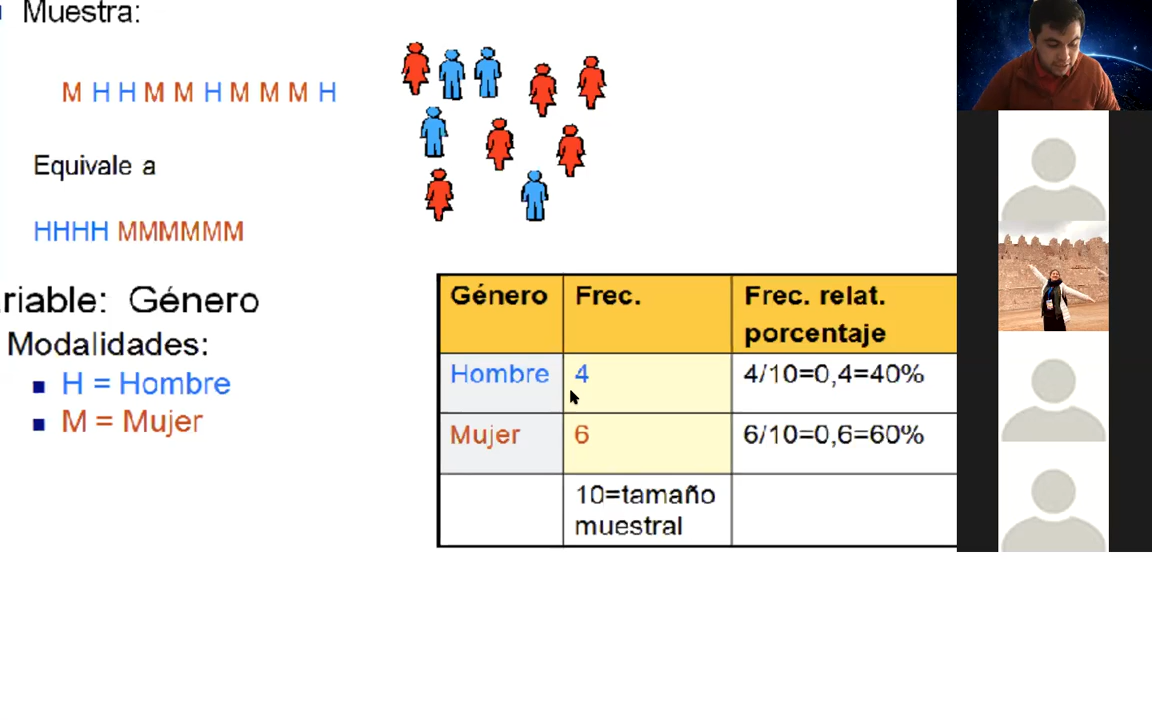 Muestra:
M H H M M H M M M H
Equivale a
HHHH MMMMMM
riable: Género
Modalidades:
H = Hombre
M = Mujer
Género Frec. Frec. relat.
porcentaje
Hombre 4 4/10=0,4=40%
Mujer 6 6/10=0,6=60%
10=tamaño
muestral